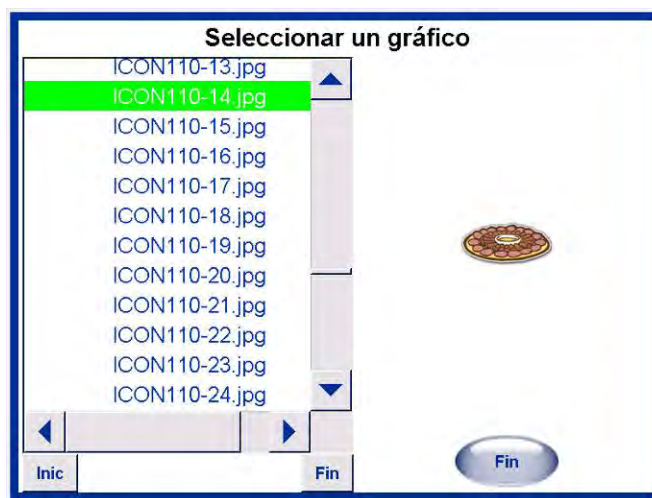 Seleccionar un gráfico
ICON110-13.jpg
ICON110-14.jpg
ICON110-15.jpg
ICON110-16.jpg
ICON110-17.jpg
ICON110-18.jpg
ICON110-19.jpg
ICON110-20.jpg
ICON110-21.jpg
ICON110-22.jpg
ICON110-23.jpg
ICON110-24.jpg
Inic
Fin
Fin